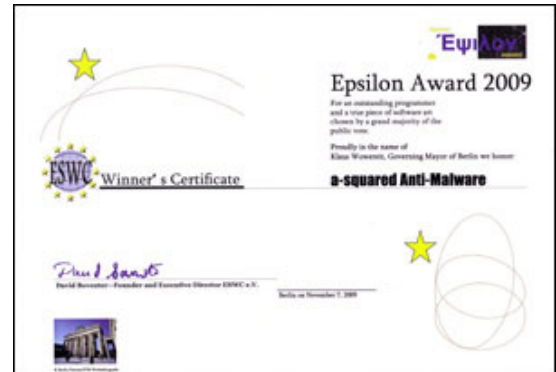 Έψιλον
Epsilon Award 2009
For an outstanding programmer
and a true piece of software art
chosen by a grand majority of the
public vote.
Proudly in the name of
Klaus Wowereit, Governing Mayor of Berlin we honor
ESWC
Winner' s Certificate
a-squared Anti-Malware
David Boventer - Founder and Executive Director ESWC e.V.
Berlin on November 7, 2009